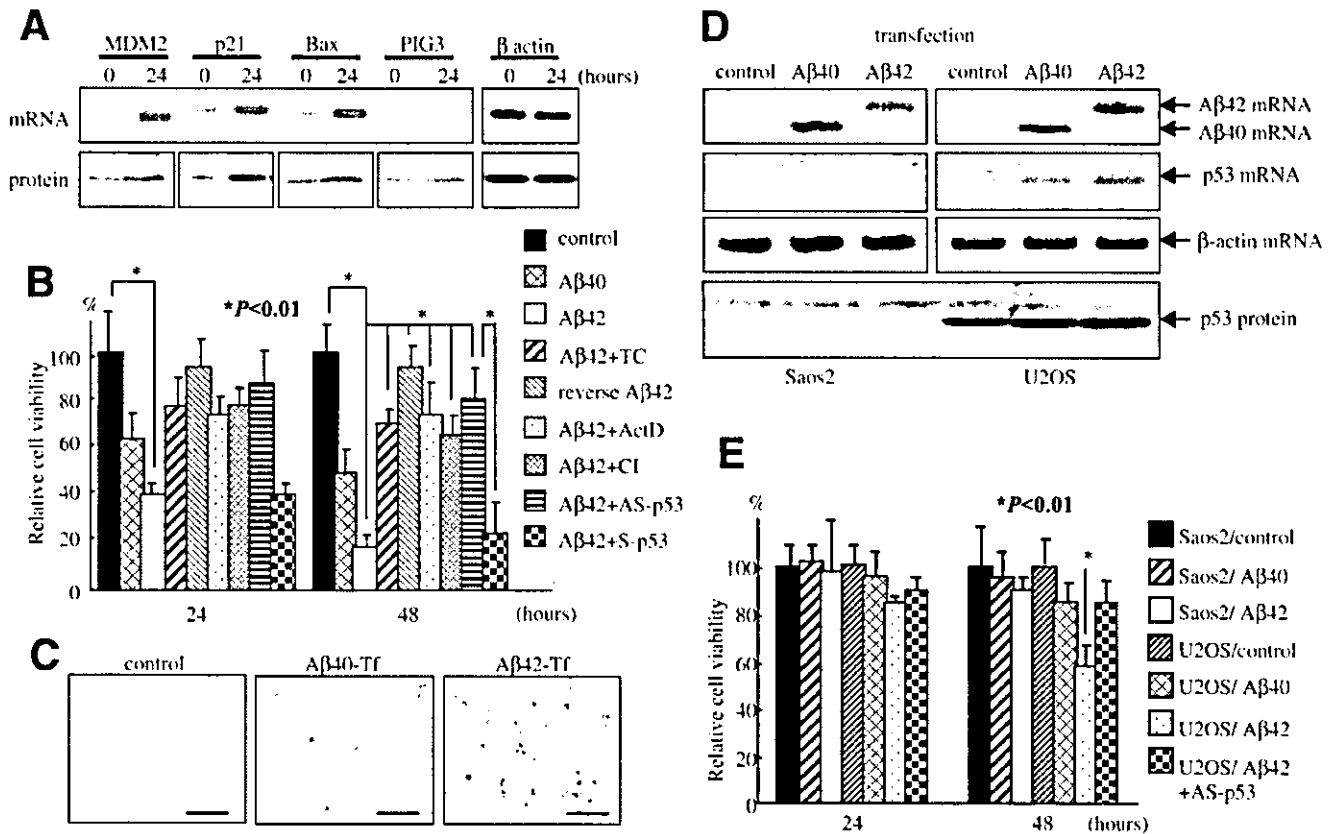 A
MDM2 p21 Bax PIG3 β actin
0 24 0 24 0 24 0 24 0 24 (hours)
mRNA
protein
B
%
*P<0.01
* * * *
Relative cell viability
100
80
60
40
20
0
24 48 (hours)
control
Aβ40
Aβ42
Aβ42+TC
reverse Aβ42
Aβ42+ActD
Aβ42+CI
Aβ42+AS-p53
Aβ42+S-p53
C
control Aβ40-Tf Aβ42-Tf
D
transfection
control Aβ40 Aβ42 control Aβ40 Aβ42
Aβ42 mRNA
Aβ40 mRNA
p53 mRNA
β-actin mRNA
p53 protein
Saos2 U2OS
E
%
*P<0.01
*
Relative cell viability
100
80
60
40
20
0
24 48 (hours)
Saos2/control
Saos2/ Aβ40
Saos2/ Aβ42
U2OS/control
U2OS/ Aβ40
U2OS/ Aβ42
U2OS/ Aβ42
+AS-p53